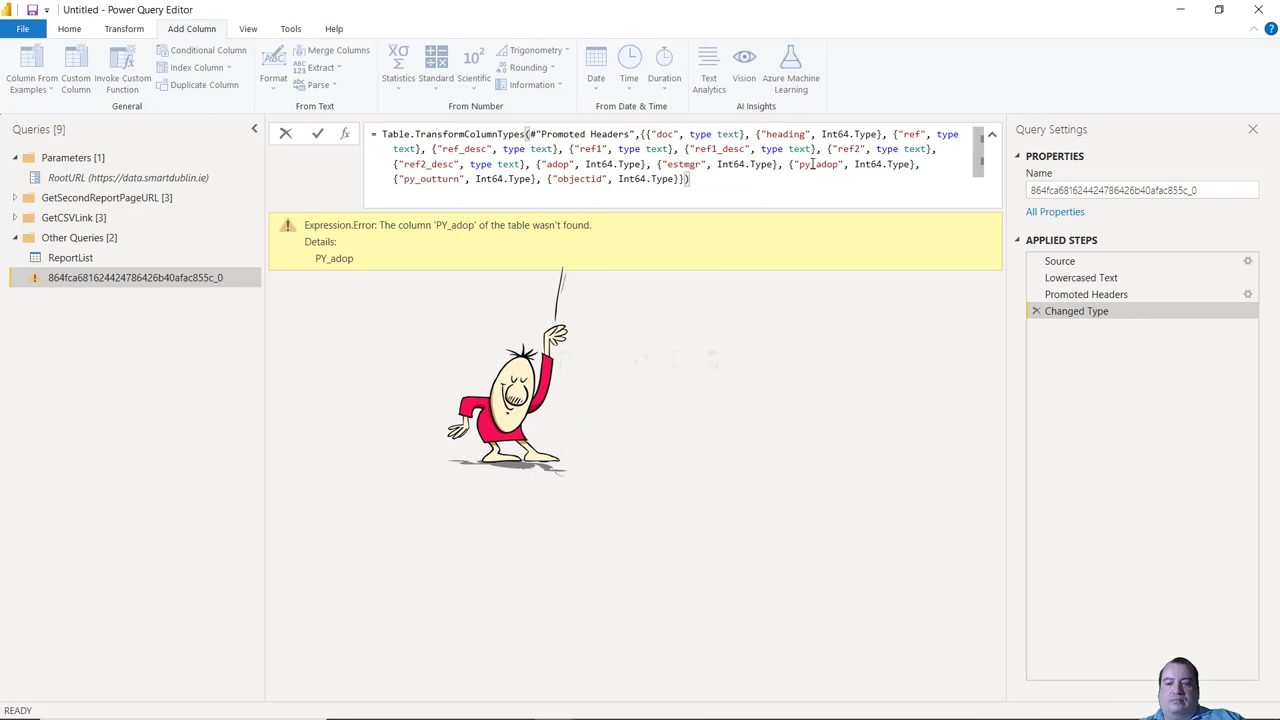 Untitled - Power Query Editor
File Home Transform Add Column View Tools Help
Column From Examples
Custom Column
Invoke Custom Function
Conditional Column
Index Column
Duplicate Column
General
Format
Merge Columns
ABC 123 Extract
Parse
From Text
Statistics
Standard
10² Scientific
Trigonometry
Rounding
Information
From Number
Date
Time
Duration
From Date & Time
Text Analytics
Vision
Azure Machine Learning
AI Insights
Queries [9]
Parameters [1]
RootURL (https://data.smartdublin.ie)
GetSecondReportPageURL [3]
GetCSVLink [3]
Other Queries [2]
ReportList
864fca681624424786426b40afac855c_0
= Table.TransformColumnTypes(#"Promoted Headers",{{"doc", type text}, {"heading", Int64.Type}, {"ref", type
text}, {"ref_desc", type text}, {"ref1", type text}, {"ref1_desc", type text}, {"ref2", type text},
{"ref2_desc", type text}, {"adop", Int64.Type}, {"estmgr", Int64.Type}, {"py_adop", Int64.Type},
{"py_outturn", Int64.Type}, {"objectid", Int64.Type}})
Expression.Error: The column 'PY_adop' of the table wasn't found.
Details:
PY_adop
Query Settings
PROPERTIES
Name
864fca681624424786426b40afac855c_0
All Properties
APPLIED STEPS
Source
Lowercased Text
Promoted Headers
Changed Type
READY